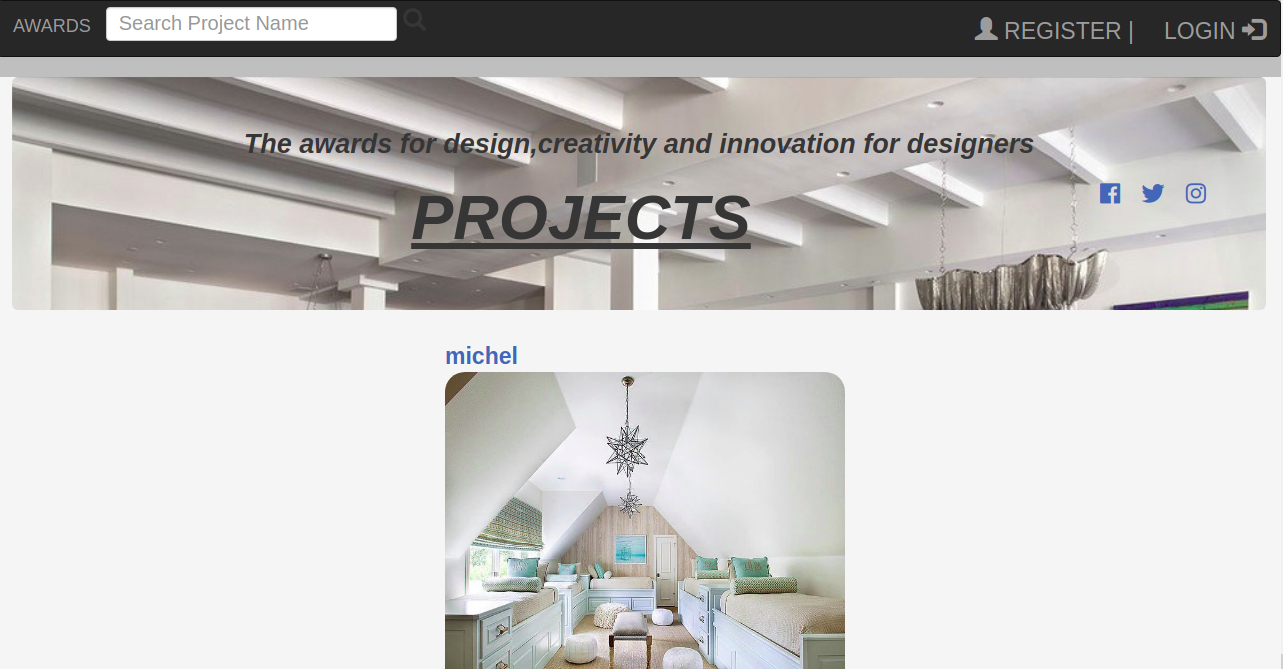 AWARDS
Search Project Name
REGISTER |
LOGIN
The awards for design,creativity and innovation for designers
PROJECTS
michel